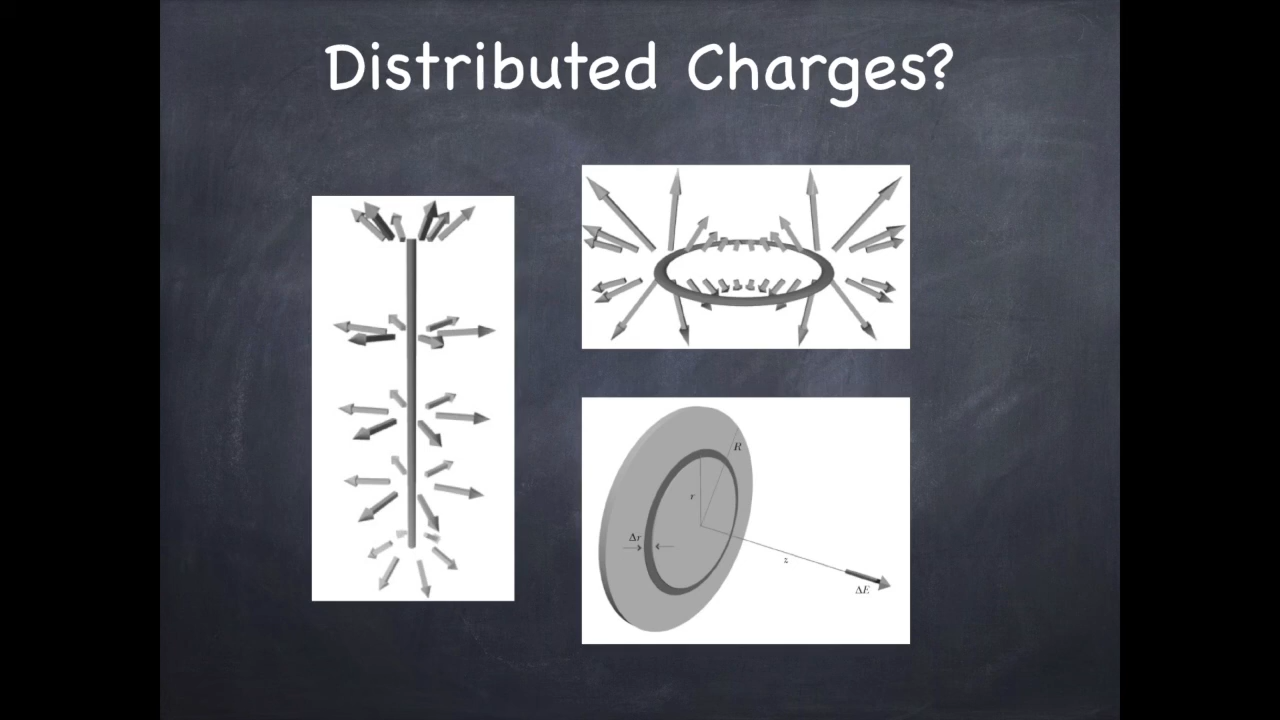 Distributed Charges?
R
r
Δr
z
ΔE